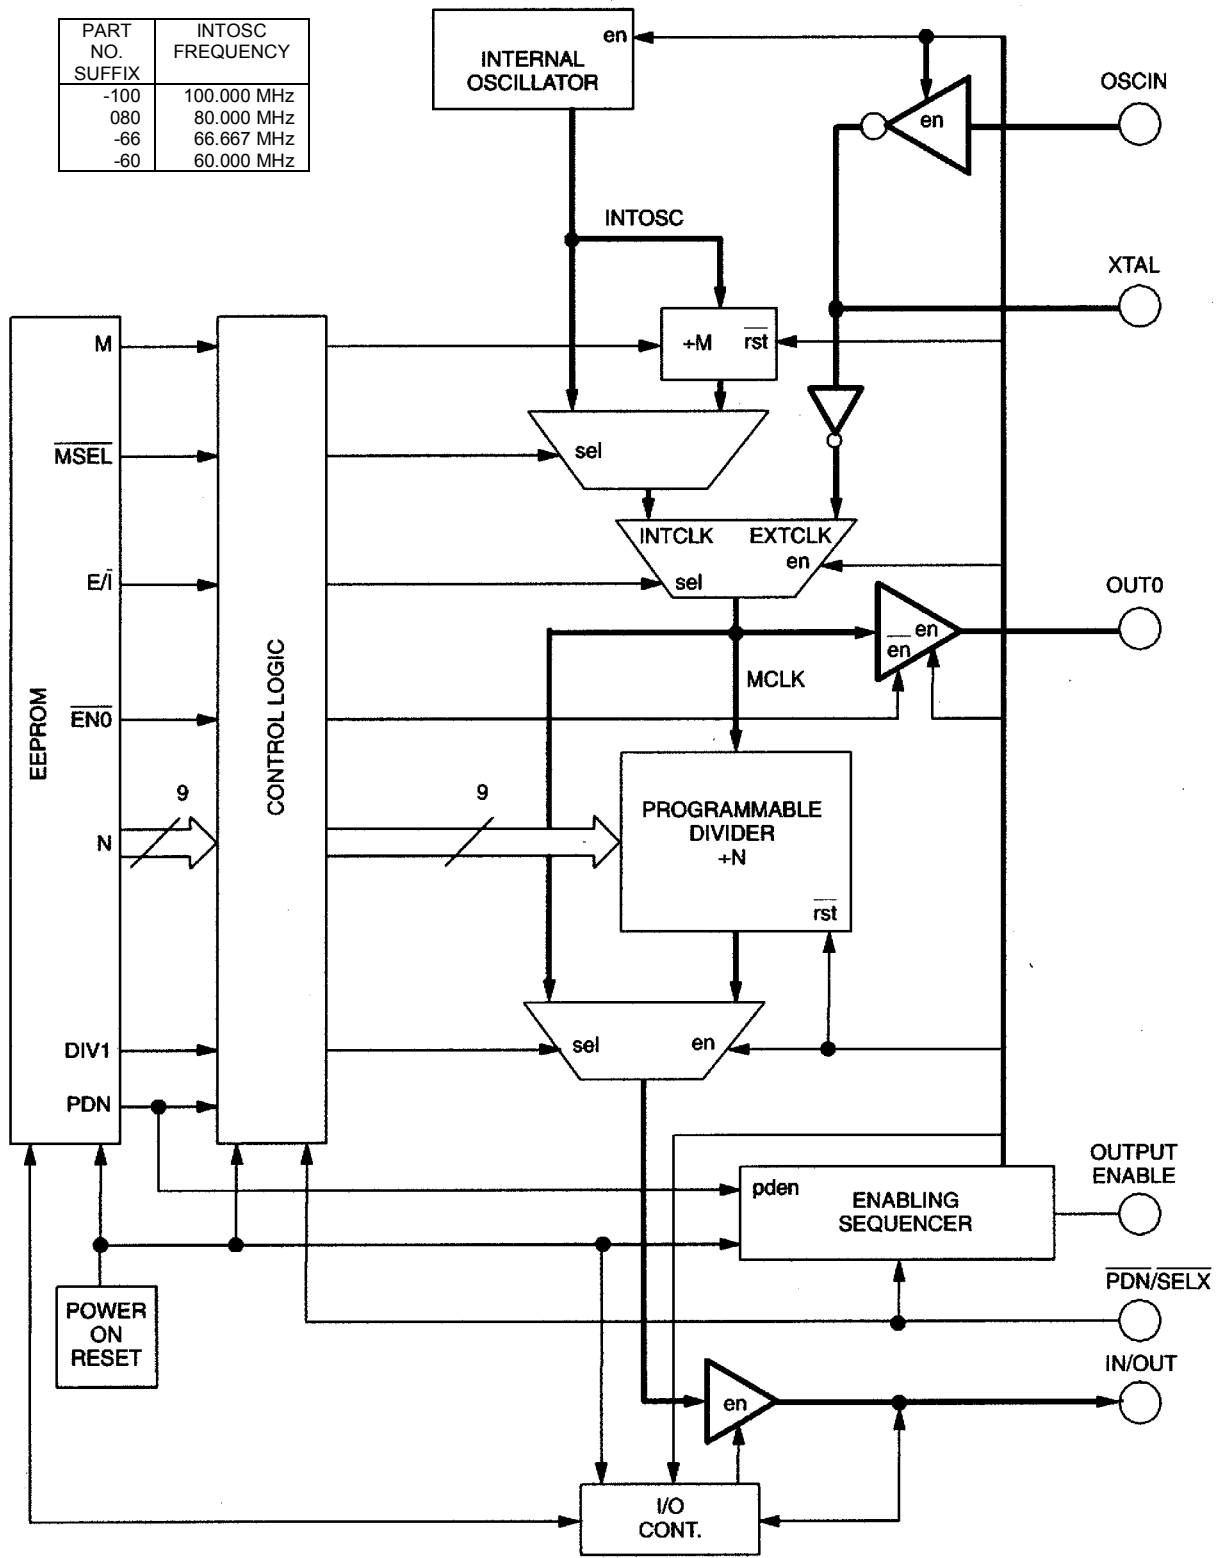 PART NO. SUFFIX
INTOSC FREQUENCY
-100 100.000 MHz
080 80.000 MHz
-66 66.667 MHz
-60 60.000 MHz
en
INTERNAL
OSCILLATOR
en
OSCIN
INTOSC
XTAL
M
÷M
rst
MSEL
sel
INTCLK
EXTCLK
en
E/I
sel
OUT0
en
en
MCLK
EEPROM
CONTROL LOGIC
EN0
9
9
N
PROGRAMMABLE
DIVIDER
÷N
rst
DIV1
sel
en
PDN
OUTPUT
ENABLE
pden
ENABLING
SEQUENCER
PDN/SELX
POWER
ON
RESET
IN/OUT
en
I/O
CONT.